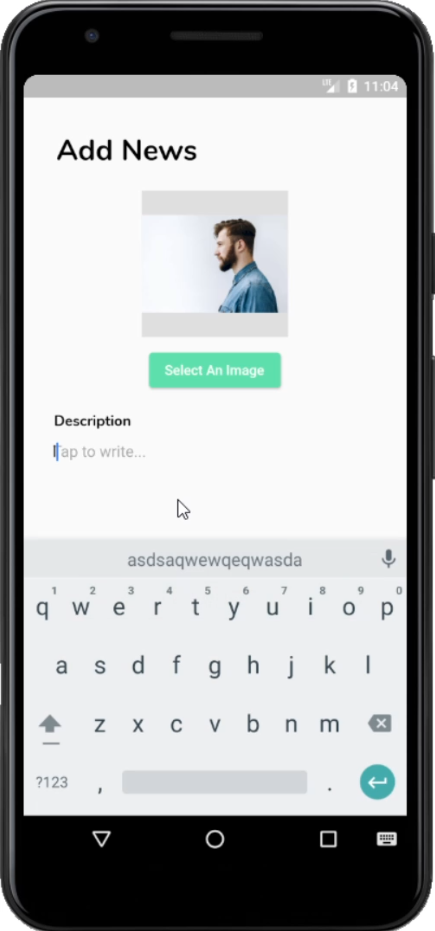 LTE 11:04
Add News
Select An Image
Description
Tap to write...
asdsaqwewqeqwasda
1 2 3 4 5 6 7 8 9 0
q w e r t y u i o p
a s d f g h j k l
z x c v b n m
?123 , .